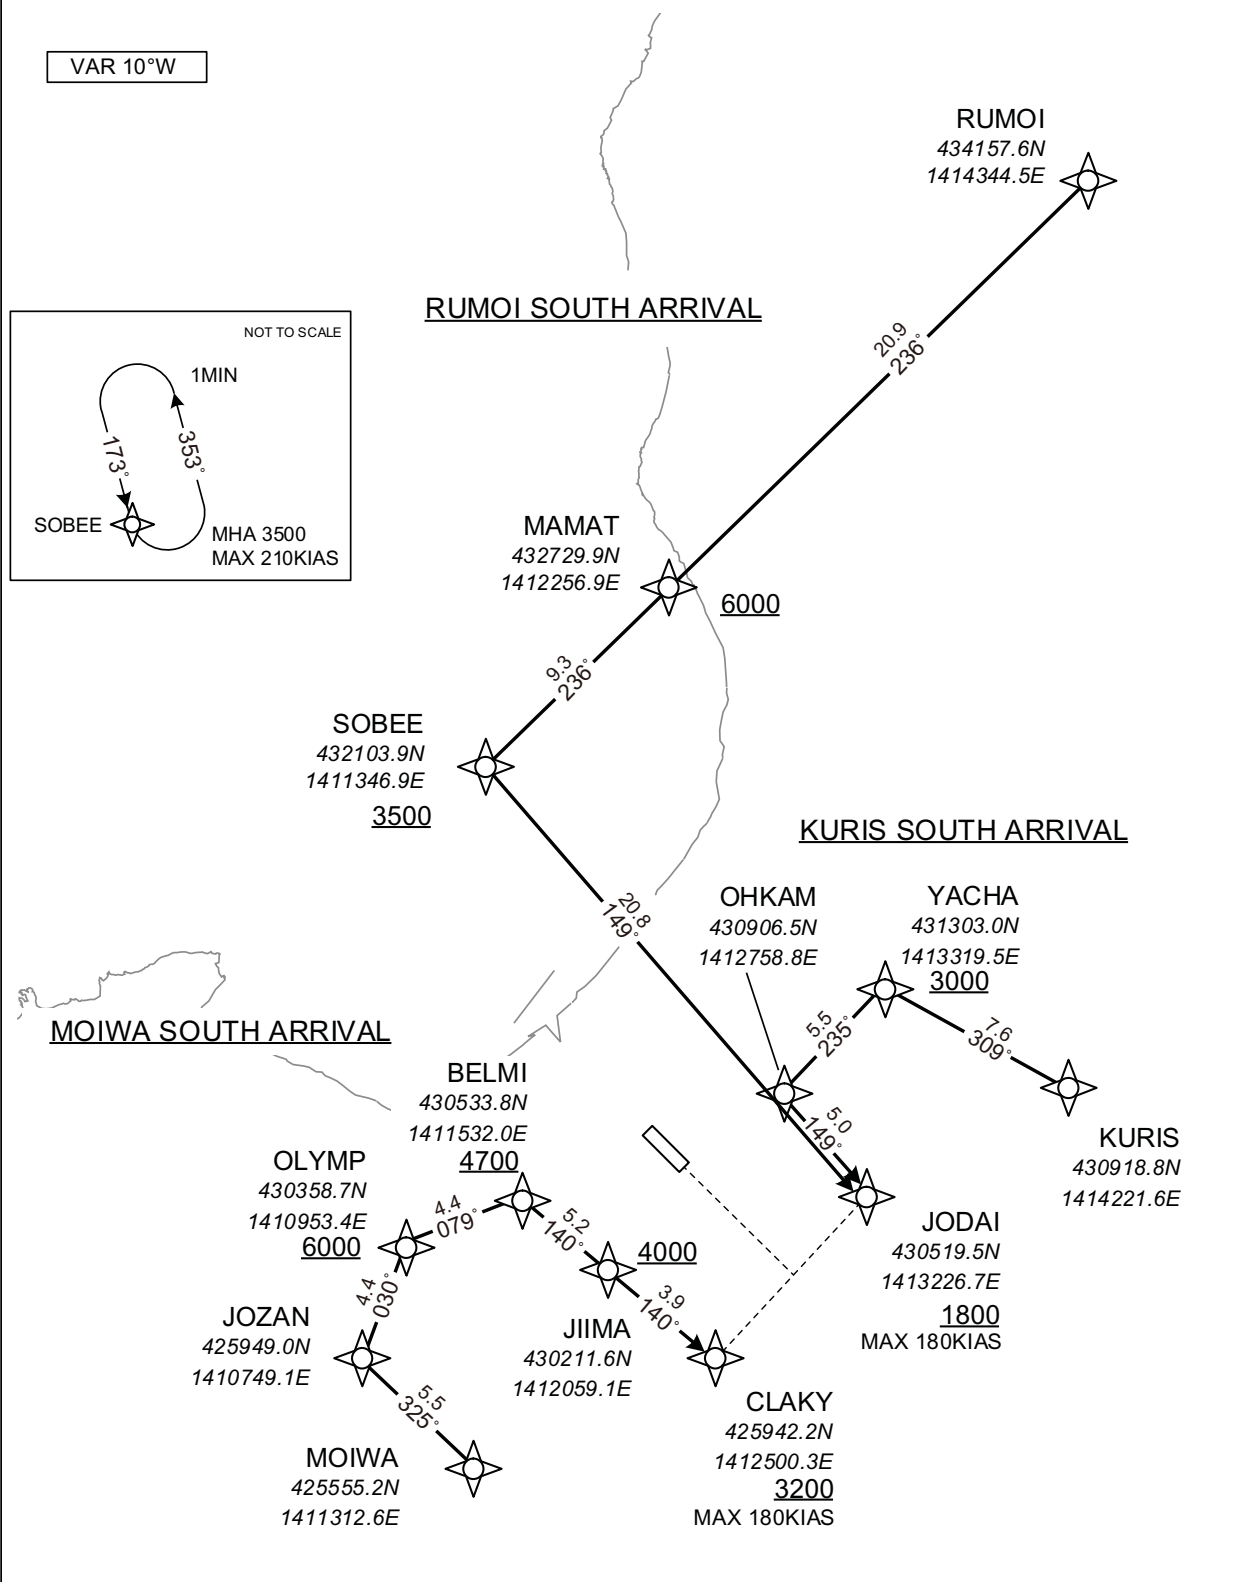 VAR 10°W
RUMOI
434157.6N
1414344.5E
RUMOI SOUTH ARRIVAL
20.9
236°
NOT TO SCALE
1MIN
173°
353°
SOBEE
MHA 3500
MAX 210KIAS
MAMAT
432729.9N
1412256.9E
6000
9.3
236°
SOBEE
432103.9N
1411346.9E
3500
20.8
149°
KURIS SOUTH ARRIVAL
OHKAM
430906.5N
1412758.8E
YACHA
431303.0N
1413319.5E
3000
5.5
235°
7.6
309°
5.0
149°
KURIS
430918.8N
1414221.6E
JODAI
430519.5N
1413226.7E
1800
MAX 180KIAS
MOIWA SOUTH ARRIVAL
BELMI
430533.8N
1411532.0E
4700
OLYMP
430358.7N
1410953.4E
6000
4.4
079°
5.2
140°
4000
4.4
030°
JOZAN
425949.0N
1410749.1E
JIIMA
430211.6N
1412059.1E
3.9
140°
5.5
325°
CLAKY
425942.2N
1412500.3E
3200
MAX 180KIAS
MOIWA
425555.2N
1411312.6E